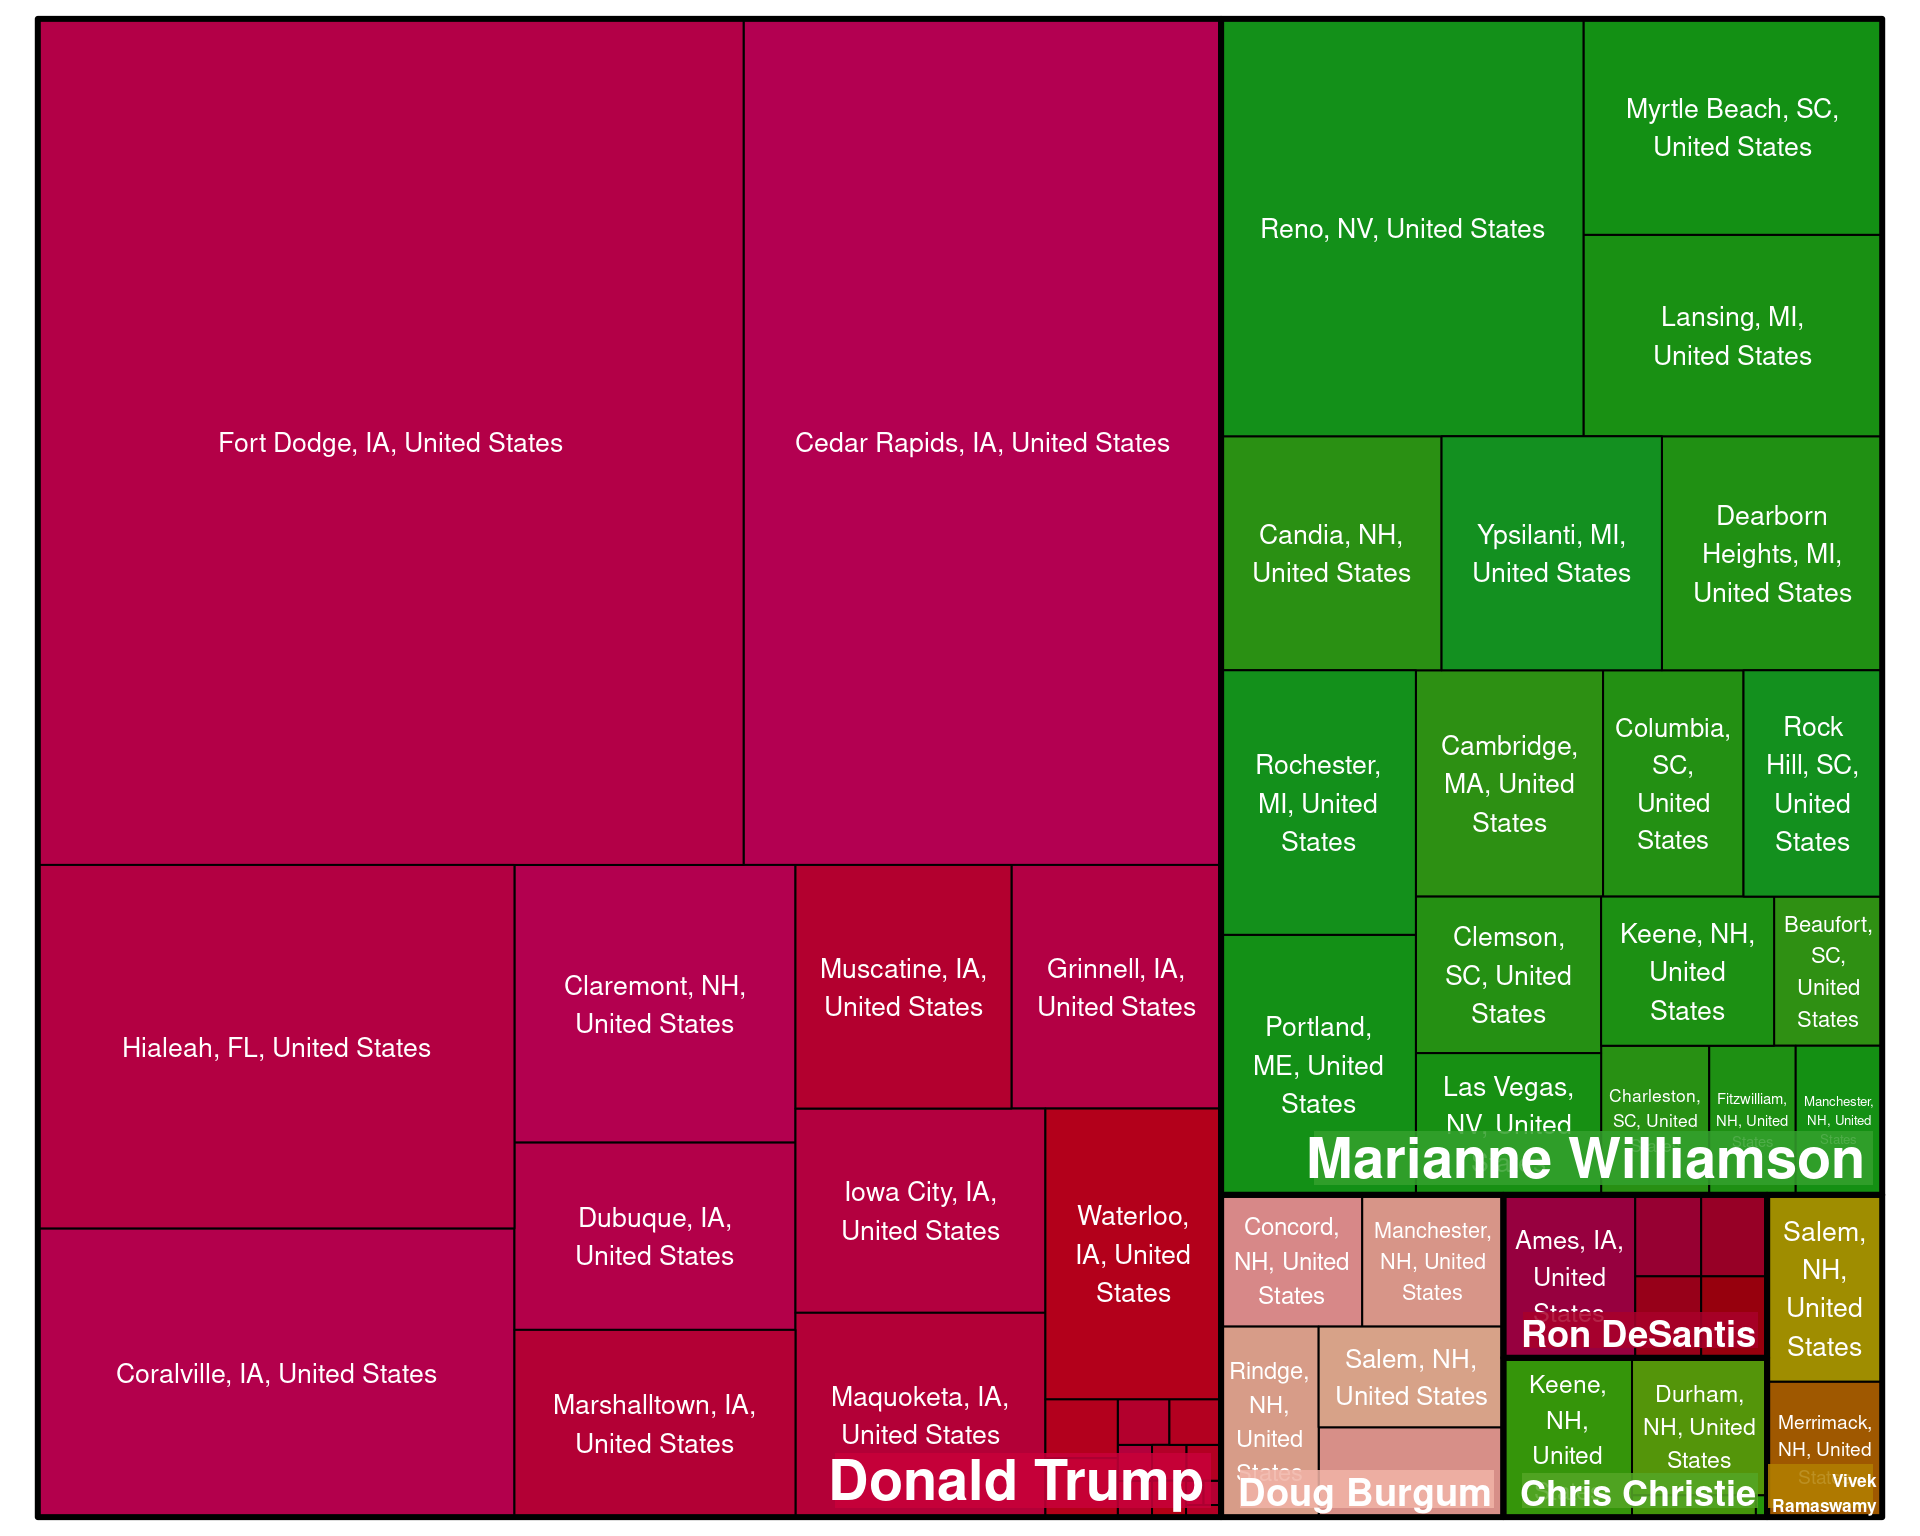 Fort Dodge, IA, United States
Cedar Rapids, IA, United States
Hialeah, FL, United States
Coralville, IA, United States
Claremont, NH,
United States
Dubuque, IA,
United States
Marshalltown, IA,
United States
Muscatine, IA,
United States
Grinnell, IA,
United States
Iowa City, IA,
United States
Waterloo,
IA, United
States
Maquoketa, IA,
United States
Donald Trump
Reno, NV, United States
Myrtle Beach, SC,
United States
Lansing, MI,
United States
Candia, NH,
United States
Ypsilanti, MI,
United States
Dearborn
Heights, MI,
United States
Rochester,
MI, United
States
Cambridge,
MA, United
States
Columbia,
SC,
United
States
Rock
Hill, SC,
United
States
Portland,
ME, United
States
Clemson,
SC, United
States
Keene, NH,
United
States
Beaufort,
SC,
United
States
Las Vegas,
NV, United
Charleston,
SC, United
Fitzwilliam,
NH, United
States
Manchester,
NH, United
States
Marianne Williamson
Concord,
NH, United
States
Manchester,
NH, United
States
Rindge,
NH,
United
States
Salem, NH,
United States
Doug Burgum
Ames, IA,
United
States
Ron DeSantis
Keene,
NH,
United
Durham,
NH, United
States
Chris Christie
Salem,
NH,
United
States
Merrimack,
NH, United
Vivek
Ramaswamy